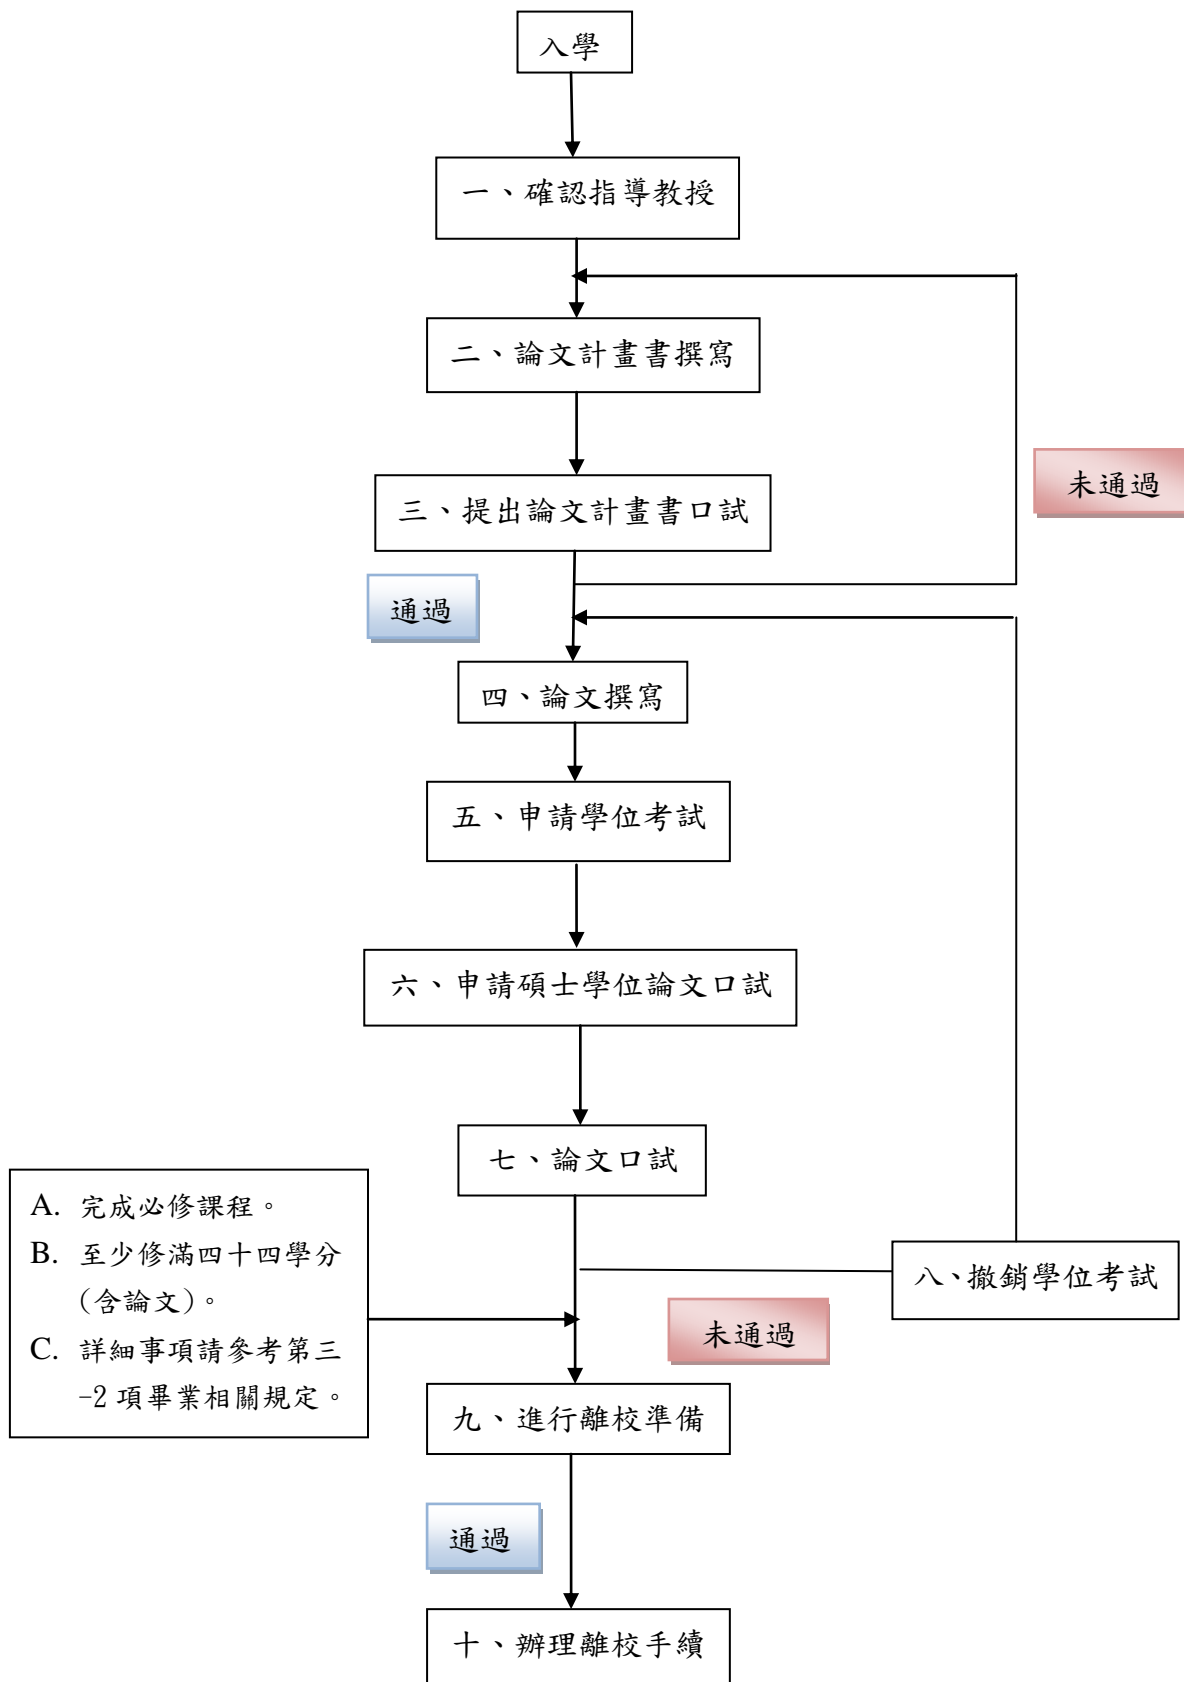 入學
一、確認指導教授
二、論文計畫書撰寫
未通過
三、提出論文計畫書口試
通過
四、論文撰寫
五、申請學位考試
六、申請碩士學位論文口試
七、論文口試
A. 完成必修課程。
B. 至少修滿四十四學分
(含論文)。
C. 詳細事項請參考第三
-2 項畢業相關規定。
八、撤銷學位考試
未通過
九、進行離校準備
通過
十、辦理離校手續